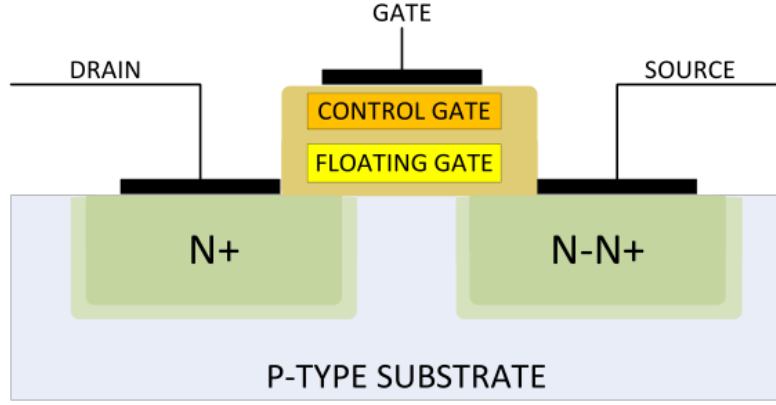 GATE
DRAIN
SOURCE
CONTROL GATE
FLOATING GATE
N+
N-N+
P-TYPE SUBSTRATE